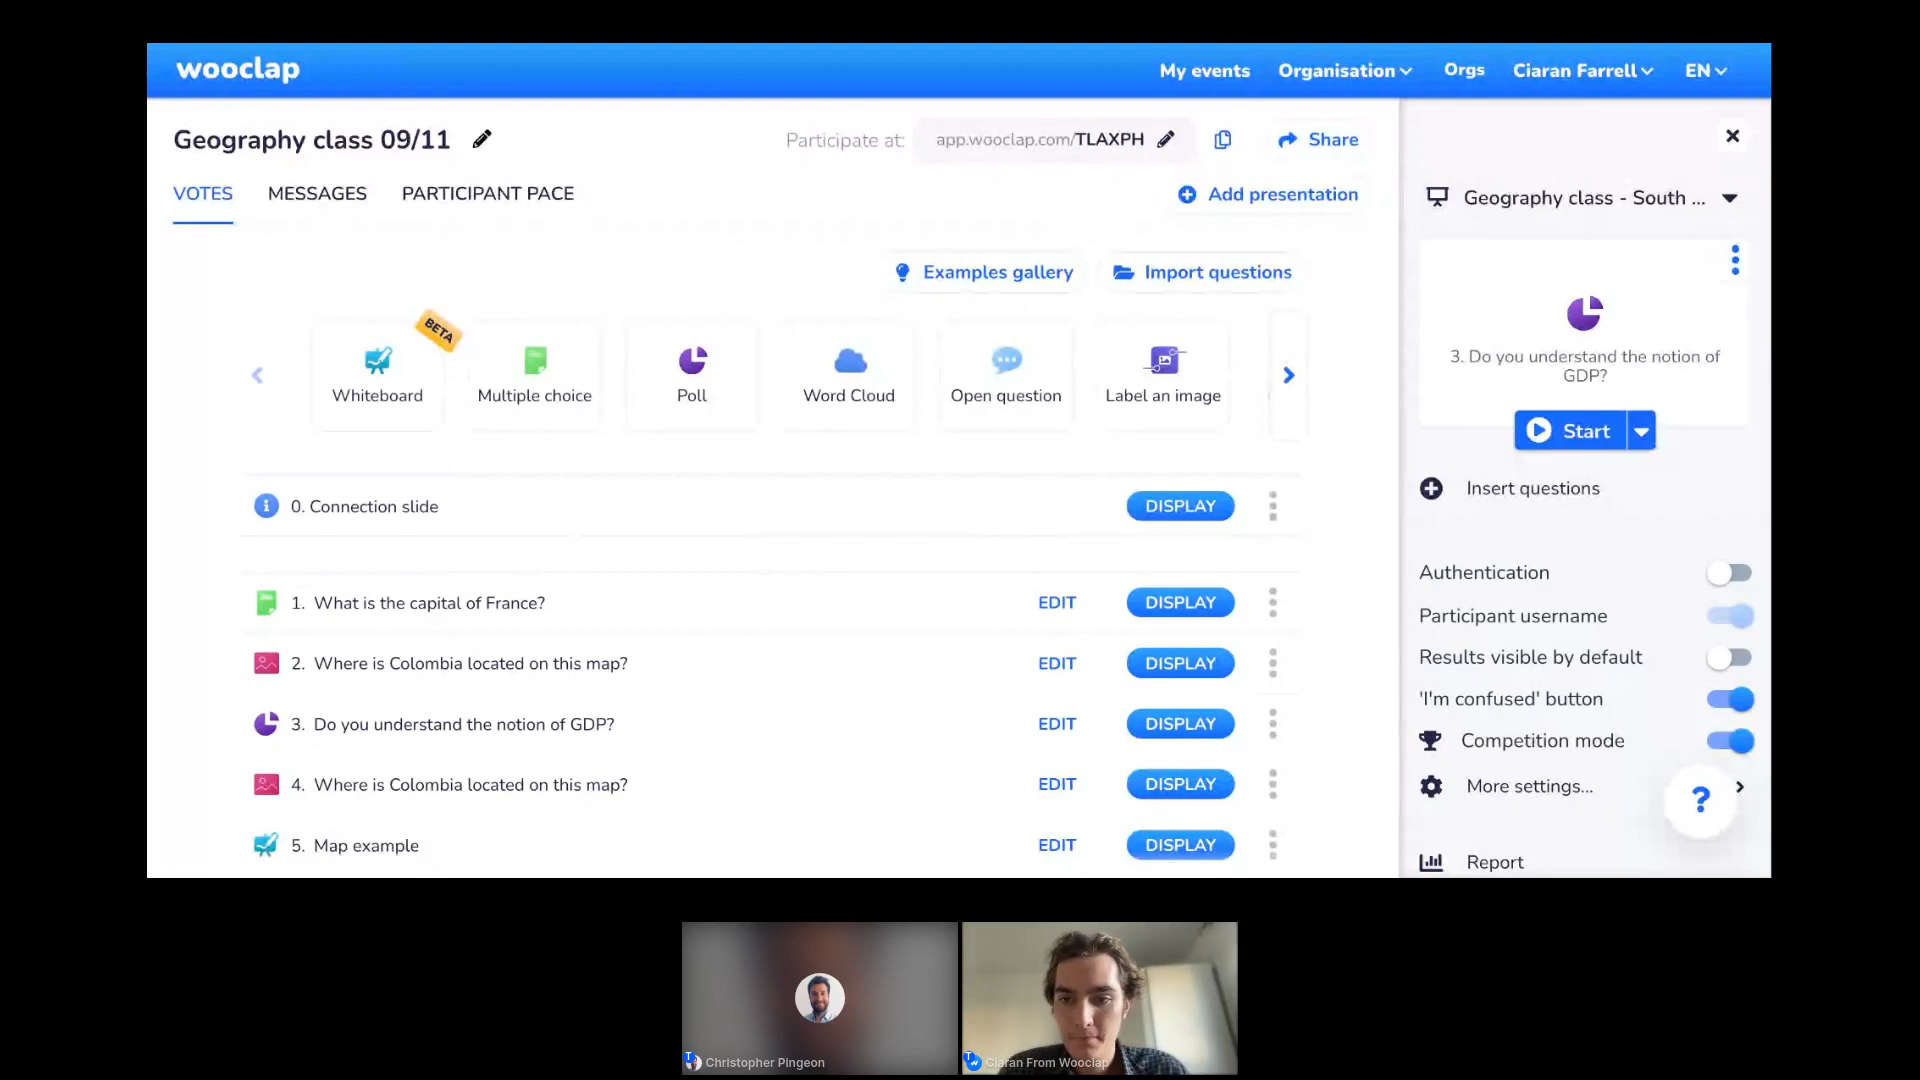 wooclap
My events Organisation Orgs Ciaran Farrell EN
Geography class 09/11
Participate at: app.wooclap.com/TLAXPH Share
VOTES MESSAGES PARTICIPANT PACE
Add presentation
Examples gallery Import questions
BETA
Whiteboard Multiple choice Poll Word Cloud Open question Label an image
0. Connection slide DISPLAY
1. What is the capital of France? EDIT DISPLAY
2. Where is Colombia located on this map? EDIT DISPLAY
3. Do you understand the notion of GDP? EDIT DISPLAY
4. Where is Colombia located on this map? EDIT DISPLAY
5. Map example EDIT DISPLAY
Geography class - South ...
3. Do you understand the notion of
GDP?
Start
Insert questions
Authentication
Participant username
Results visible by default
'I'm confused' button
Competition mode
More settings...
?
Report
T Christopher Pingeon
T w Ciaran From Wooclap